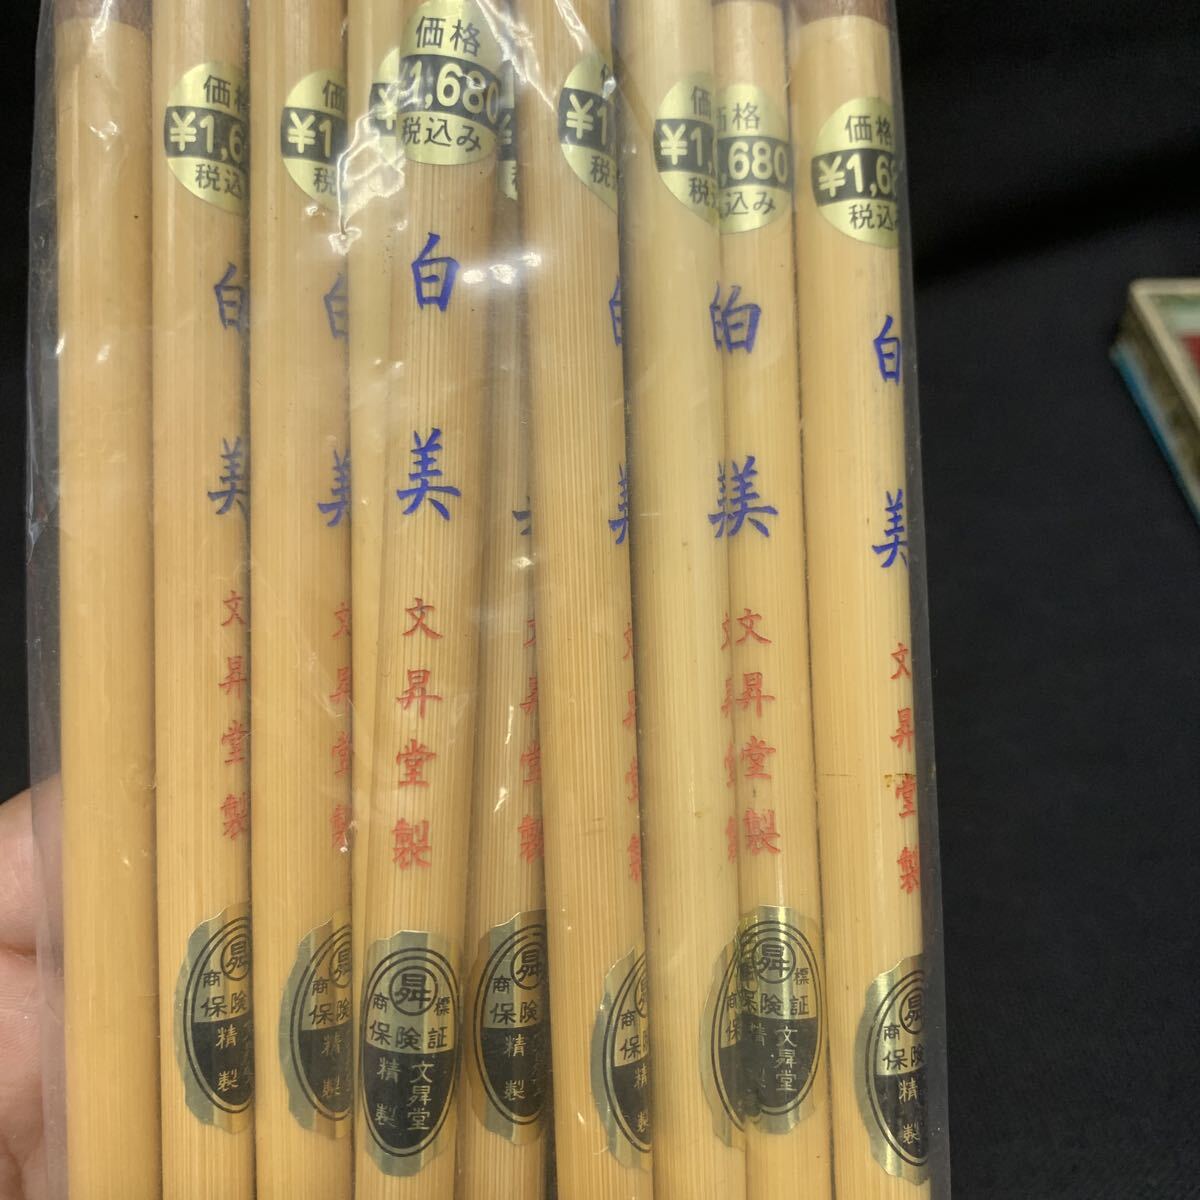 価格
¥1,680
税込み
白美
文昇堂製
商標
昇
保険証
精製
文昇堂